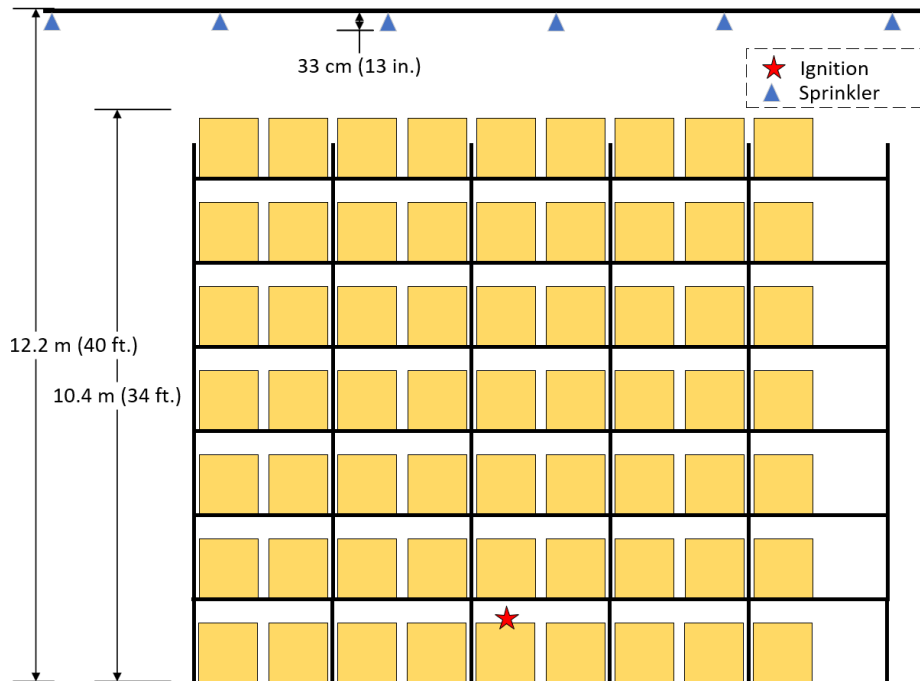 33 cm (13 in.)
Ignition
Sprinkler
12.2 m (40 ft.)
10.4 m (34 ft.)